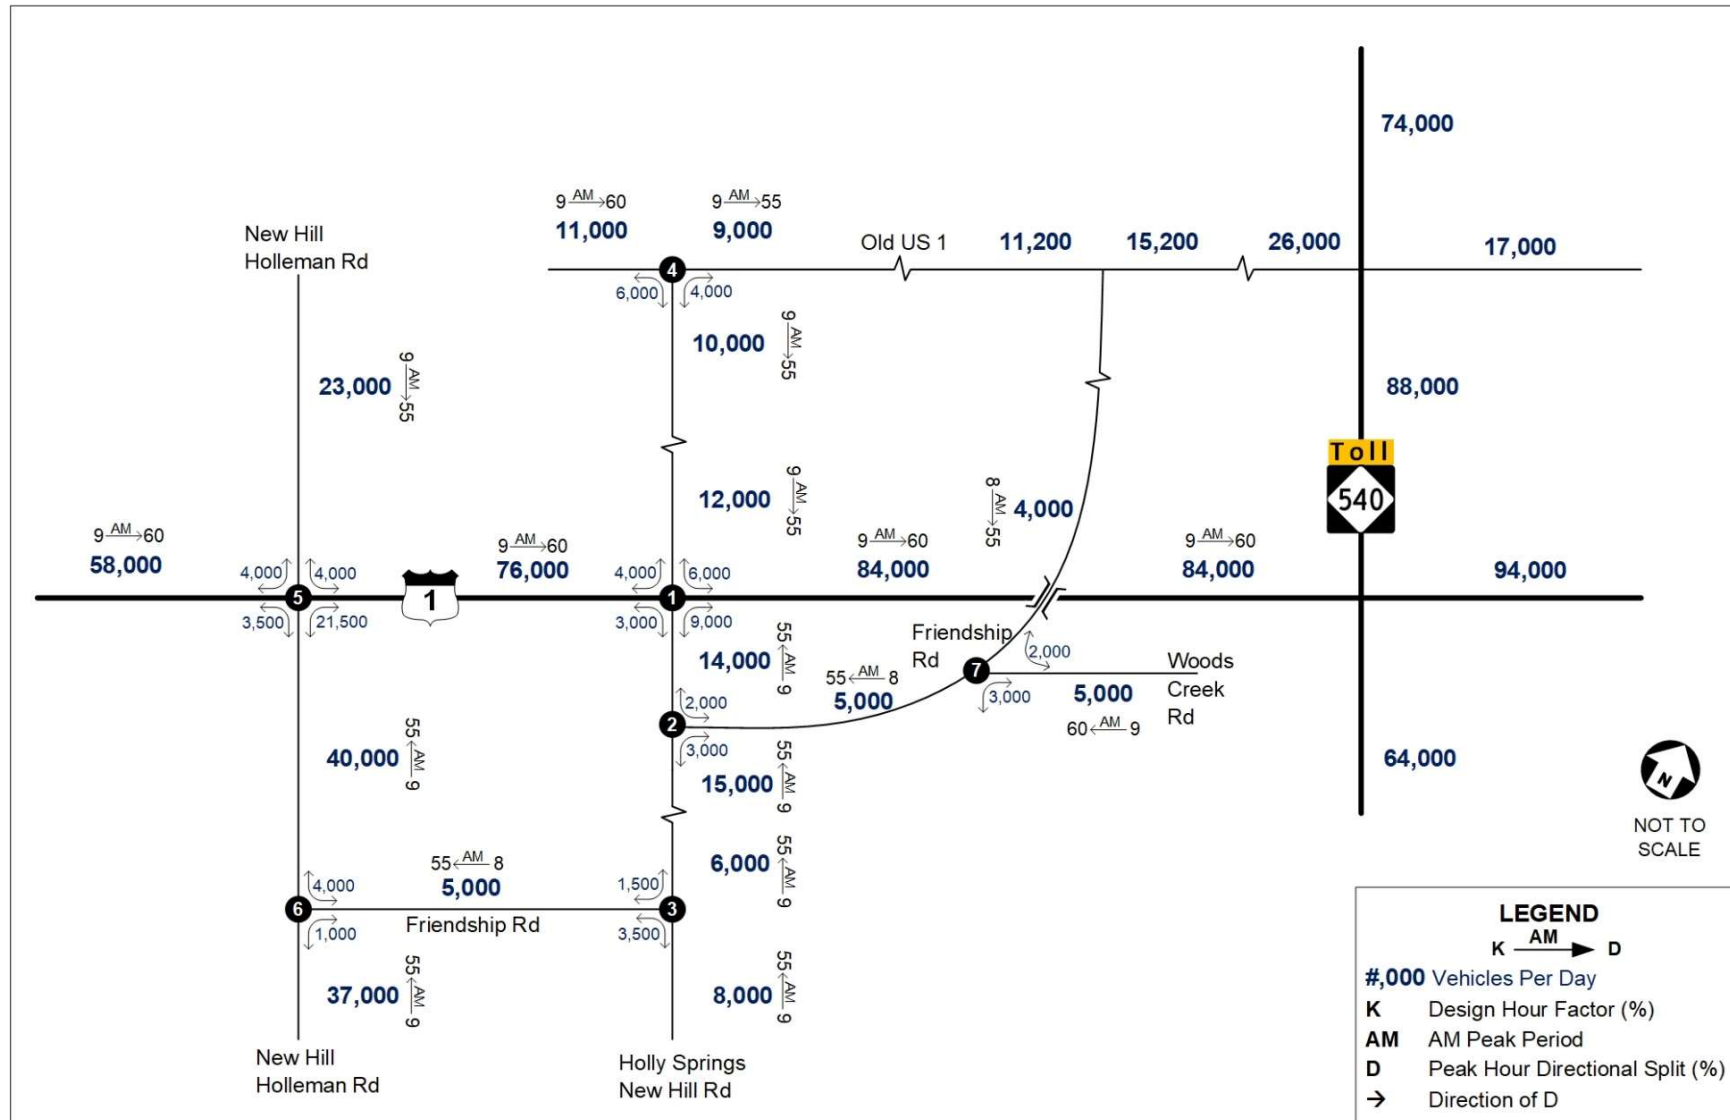 74,000
9 AM 60
11,000
9 AM 55
9,000
New Hill
Holleman Rd
Old US 1
11,200
15,200
26,000
17,000
4
6,000
4,000
10,000
9 AM 55
23,000
9 AM 55
88,000
Toll
540
12,000
9 AM 55
8 AM 55
4,000
9 AM 60
58,000
9 AM 60
76,000
9 AM 60
84,000
9 AM 60
84,000
94,000
4,000
4,000
5
3,500
21,500
1
4,000
6,000
1
3,000
9,000
14,000
55 AM 9
Friendship
Rd
7
2,000
3,000
Woods
Creek
Rd
5,000
60 AM 9
55 AM 8
5,000
2,000
2
3,000
15,000
55 AM 9
40,000
55 AM 9
64,000
N
NOT TO
SCALE
6,000
55 AM 9
55 AM 8
5,000
4,000
6
1,000
Friendship Rd
1,500
3
3,500
37,000
55 AM 9
8,000
55 AM 9
New Hill
Holleman Rd
Holly Springs
New Hill Rd
LEGEND
K AM D
#,000 Vehicles Per Day
K Design Hour Factor (%)
AM AM Peak Period
D Peak Hour Directional Split (%)
→ Direction of D